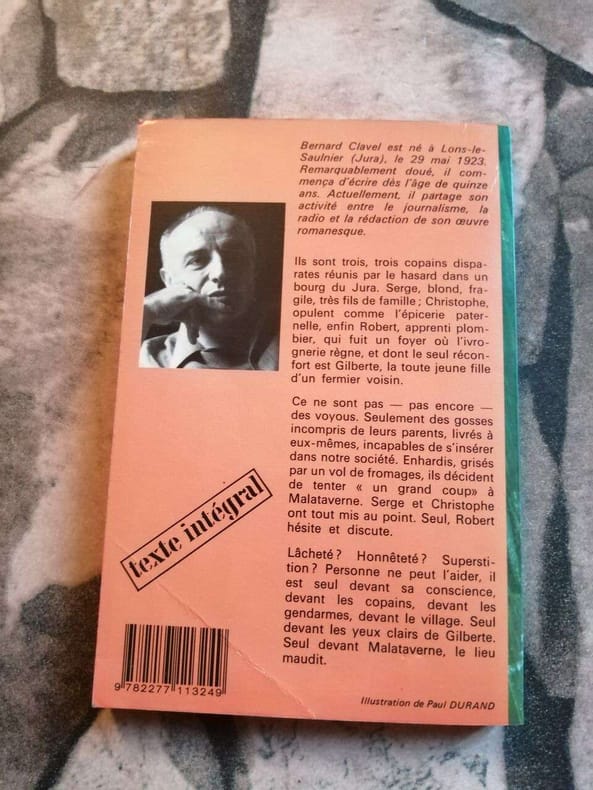 Bernard Clavel est né à Lons-le-
Saulnier (Jura), le 29 mai 1923.
Remarquablement doué, il com-
mença d'écrire dès l'âge de quinze
ans. Actuellement, il partage son
activité entre le journalisme, la
radio et la rédaction de son œuvre
romanesque.
Ils sont trois, trois copains dispa-
rates réunis par le hasard dans un
bourg du Jura. Serge, blond, fra-
gile, très fils de famille ; Christophe,
opulent comme l'épicerie pater-
nelle, enfin Robert, apprenti plom-
bier, qui fuit un foyer où l'ivro-
gnerie règne, et dont le seul récon-
fort est Gilberte, la toute jeune fille
d'un fermier voisin.
Ce ne sont pas — pas encore —
des voyous. Seulement des gosses
incompris de leurs parents, livrés à
eux-mêmes, incapables de s'insérer
dans notre société. Enhardis, grisés
par un vol de fromages, ils décident
de tenter « un grand coup» à
Malataverne. Serge et Christophe
ont tout mis au point. Seul, Robert
hésite et discute.
texte intégral
Lâcheté ? Honnêteté ? Supersti-
tion ? Personne ne peut l'aider, il
est seul devant sa conscience,
devant les copains, devant les
gendarmes, devant le village. Seul
devant les yeux clairs de Gilberte.
Seul devant Malataverne, le lieu
maudit.
9 782277 113249
Illustration de Paul DURAND